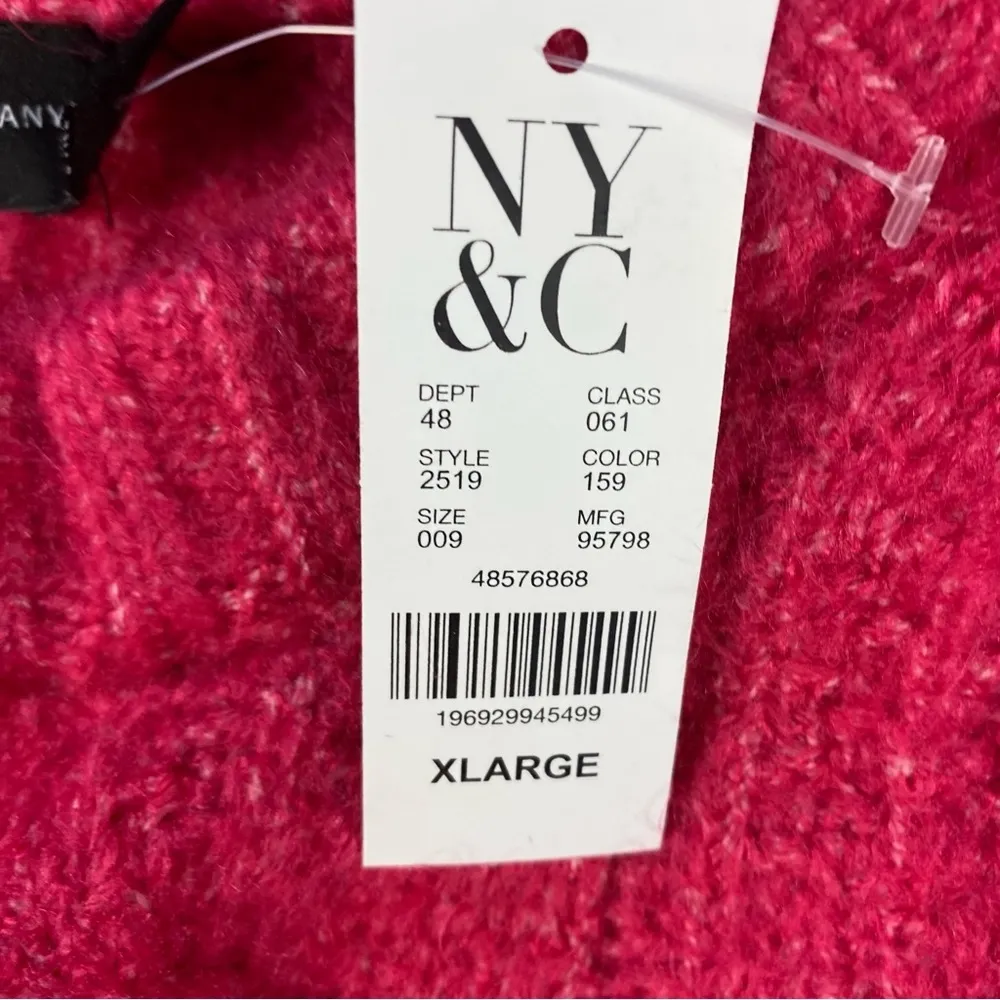 ANY
NY
&C
DEPT CLASS
48 061
STYLE COLOR
2519 159
SIZE MFG
009 95798
48576868
196929945499
XLARGE